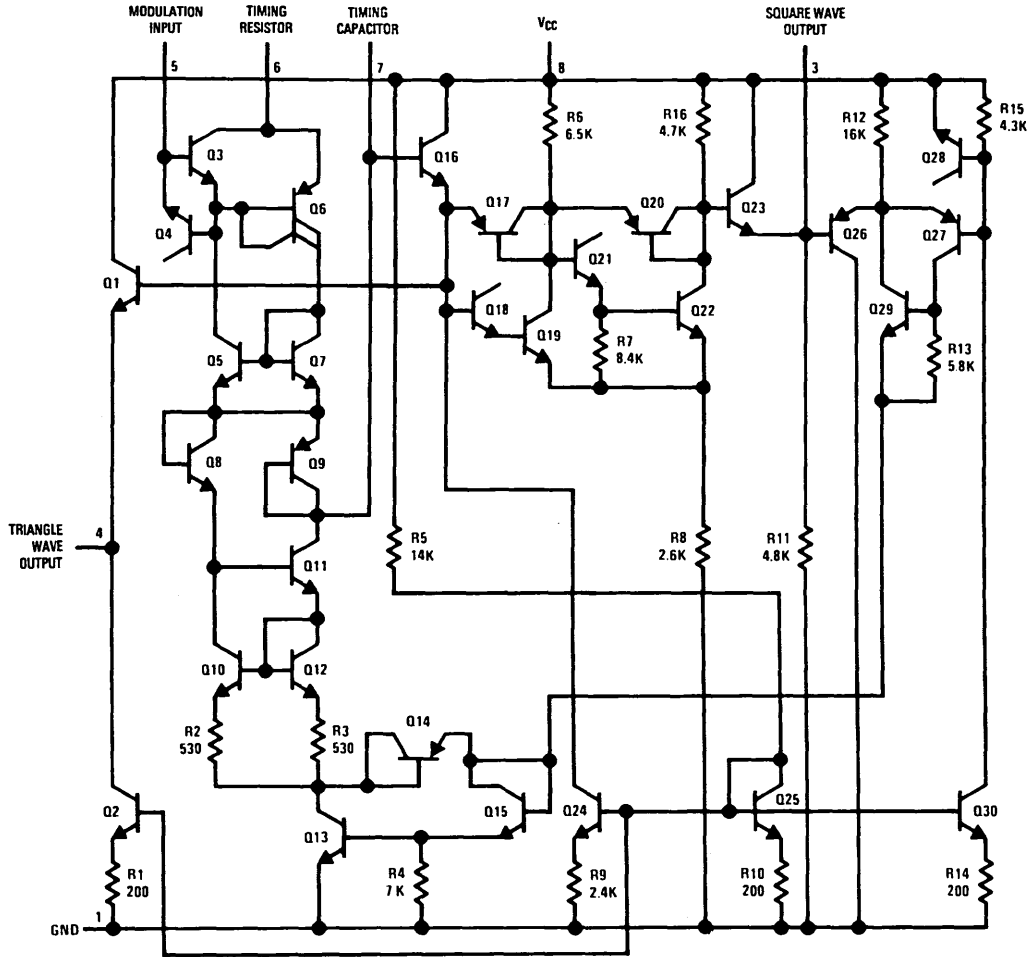 MODULATION
INPUT
TIMING
RESISTOR
TIMING
CAPACITOR
VCC
SQUARE WAVE
OUTPUT
5
6
7
8
3
R15
4.3K
R6
6.5K
R16
4.7K
R12
16K
Q3
Q16
Q28
Q6
Q17
Q20
Q23
Q4
Q26
Q27
Q21
Q1
Q18
Q22
Q29
Q19
Q5
Q7
R7
8.4K
R13
5.8K
Q8
Q9
4
TRIANGLE
WAVE
OUTPUT
R5
14K
R8
2.6K
R11
4.8K
Q11
Q10
Q12
R2
530
R3
530
Q14
Q2
Q15
Q24
Q25
Q30
Q13
R1
200
R4
7 K
R9
2.4K
R10
200
R14
200
GND
1